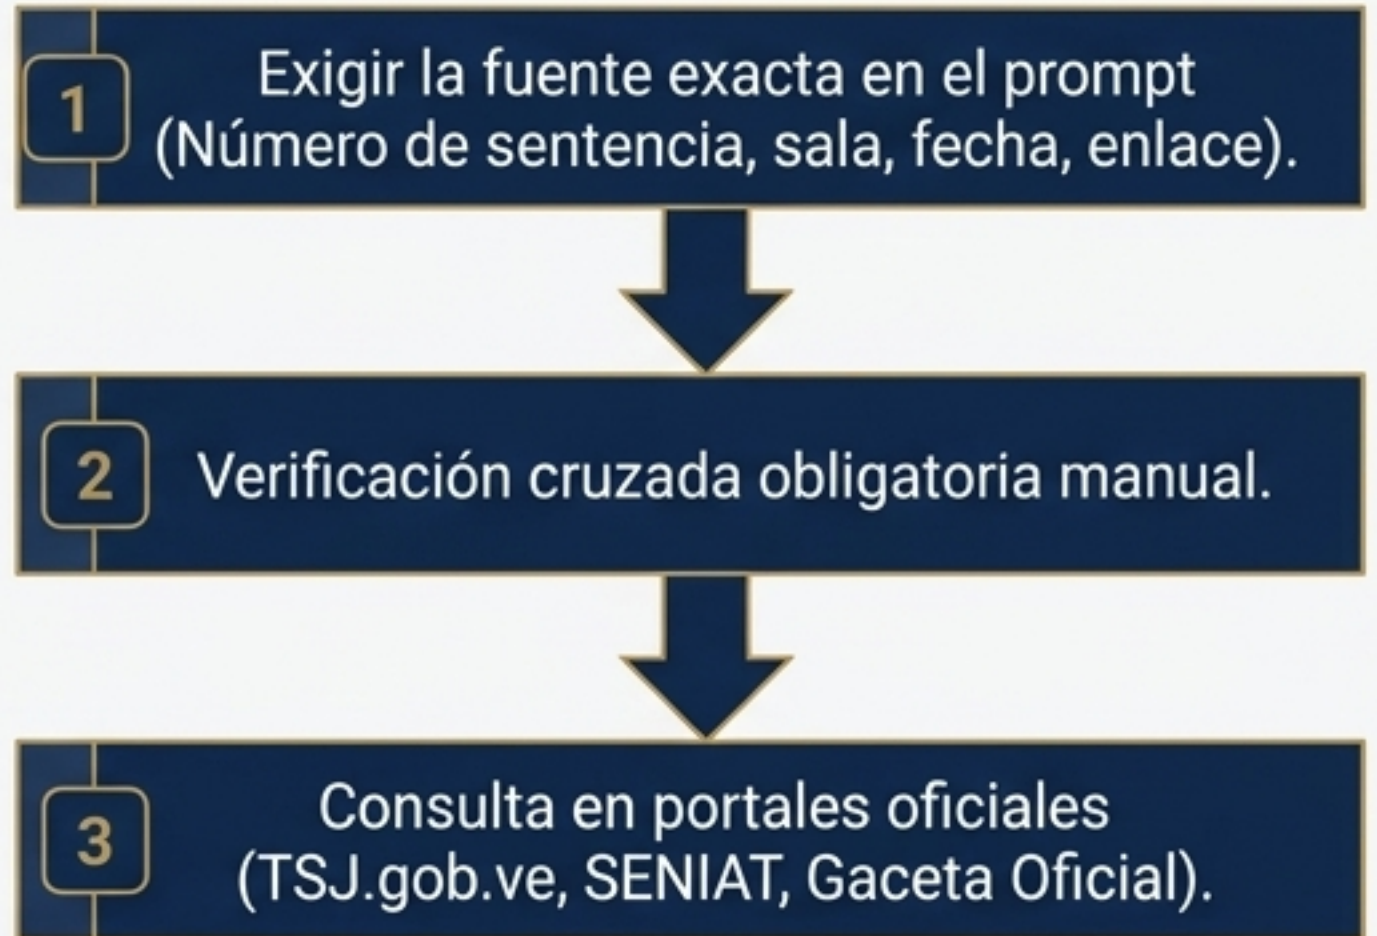 1
Exigir la fuente exacta en el prompt
(Número de sentencia, sala, fecha, enlace).
2
Verificación cruzada obligatoria manual.
3
Consulta en portales oficiales
(TSJ.gob.ve, SENIAT, Gaceta Oficial).